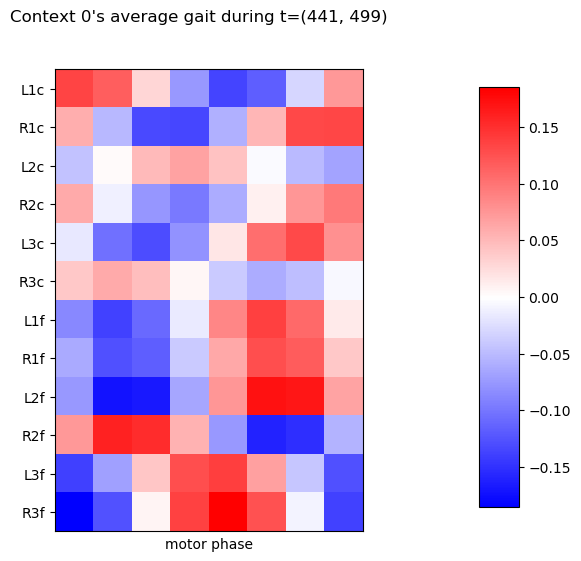 Context 0's average gait during t=(441, 499)
L1c
R1c
L2c
R2c
L3c
R3c
L1f
R1f
L2f
R2f
L3f
R3f
motor phase
0.15
0.10
0.05
0.00
−0.05
−0.10
−0.15